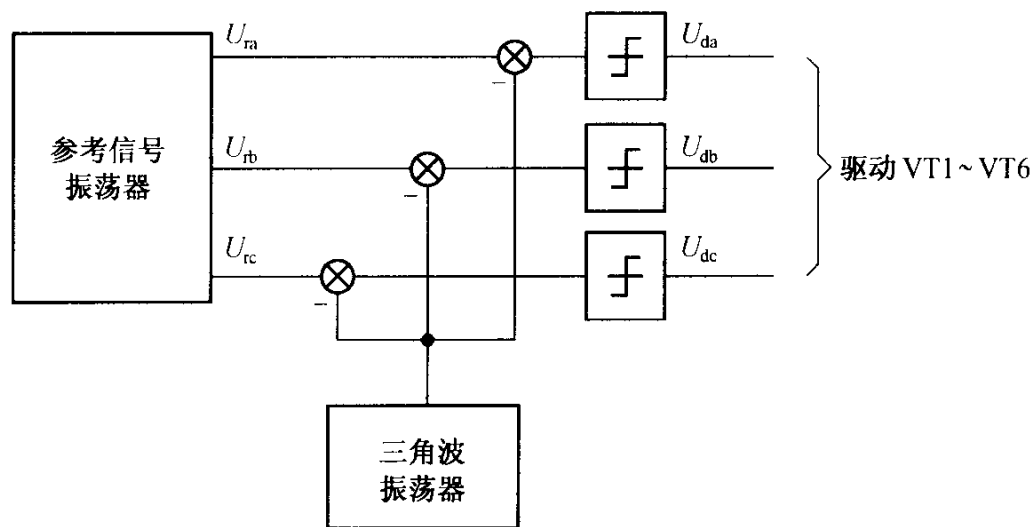 参考信号
振荡器
U_ra
U_da
U_rb
U_db
U_rc
U_dc
驱动 VT1 ~ VT6
−
−
−
三角波
振荡器